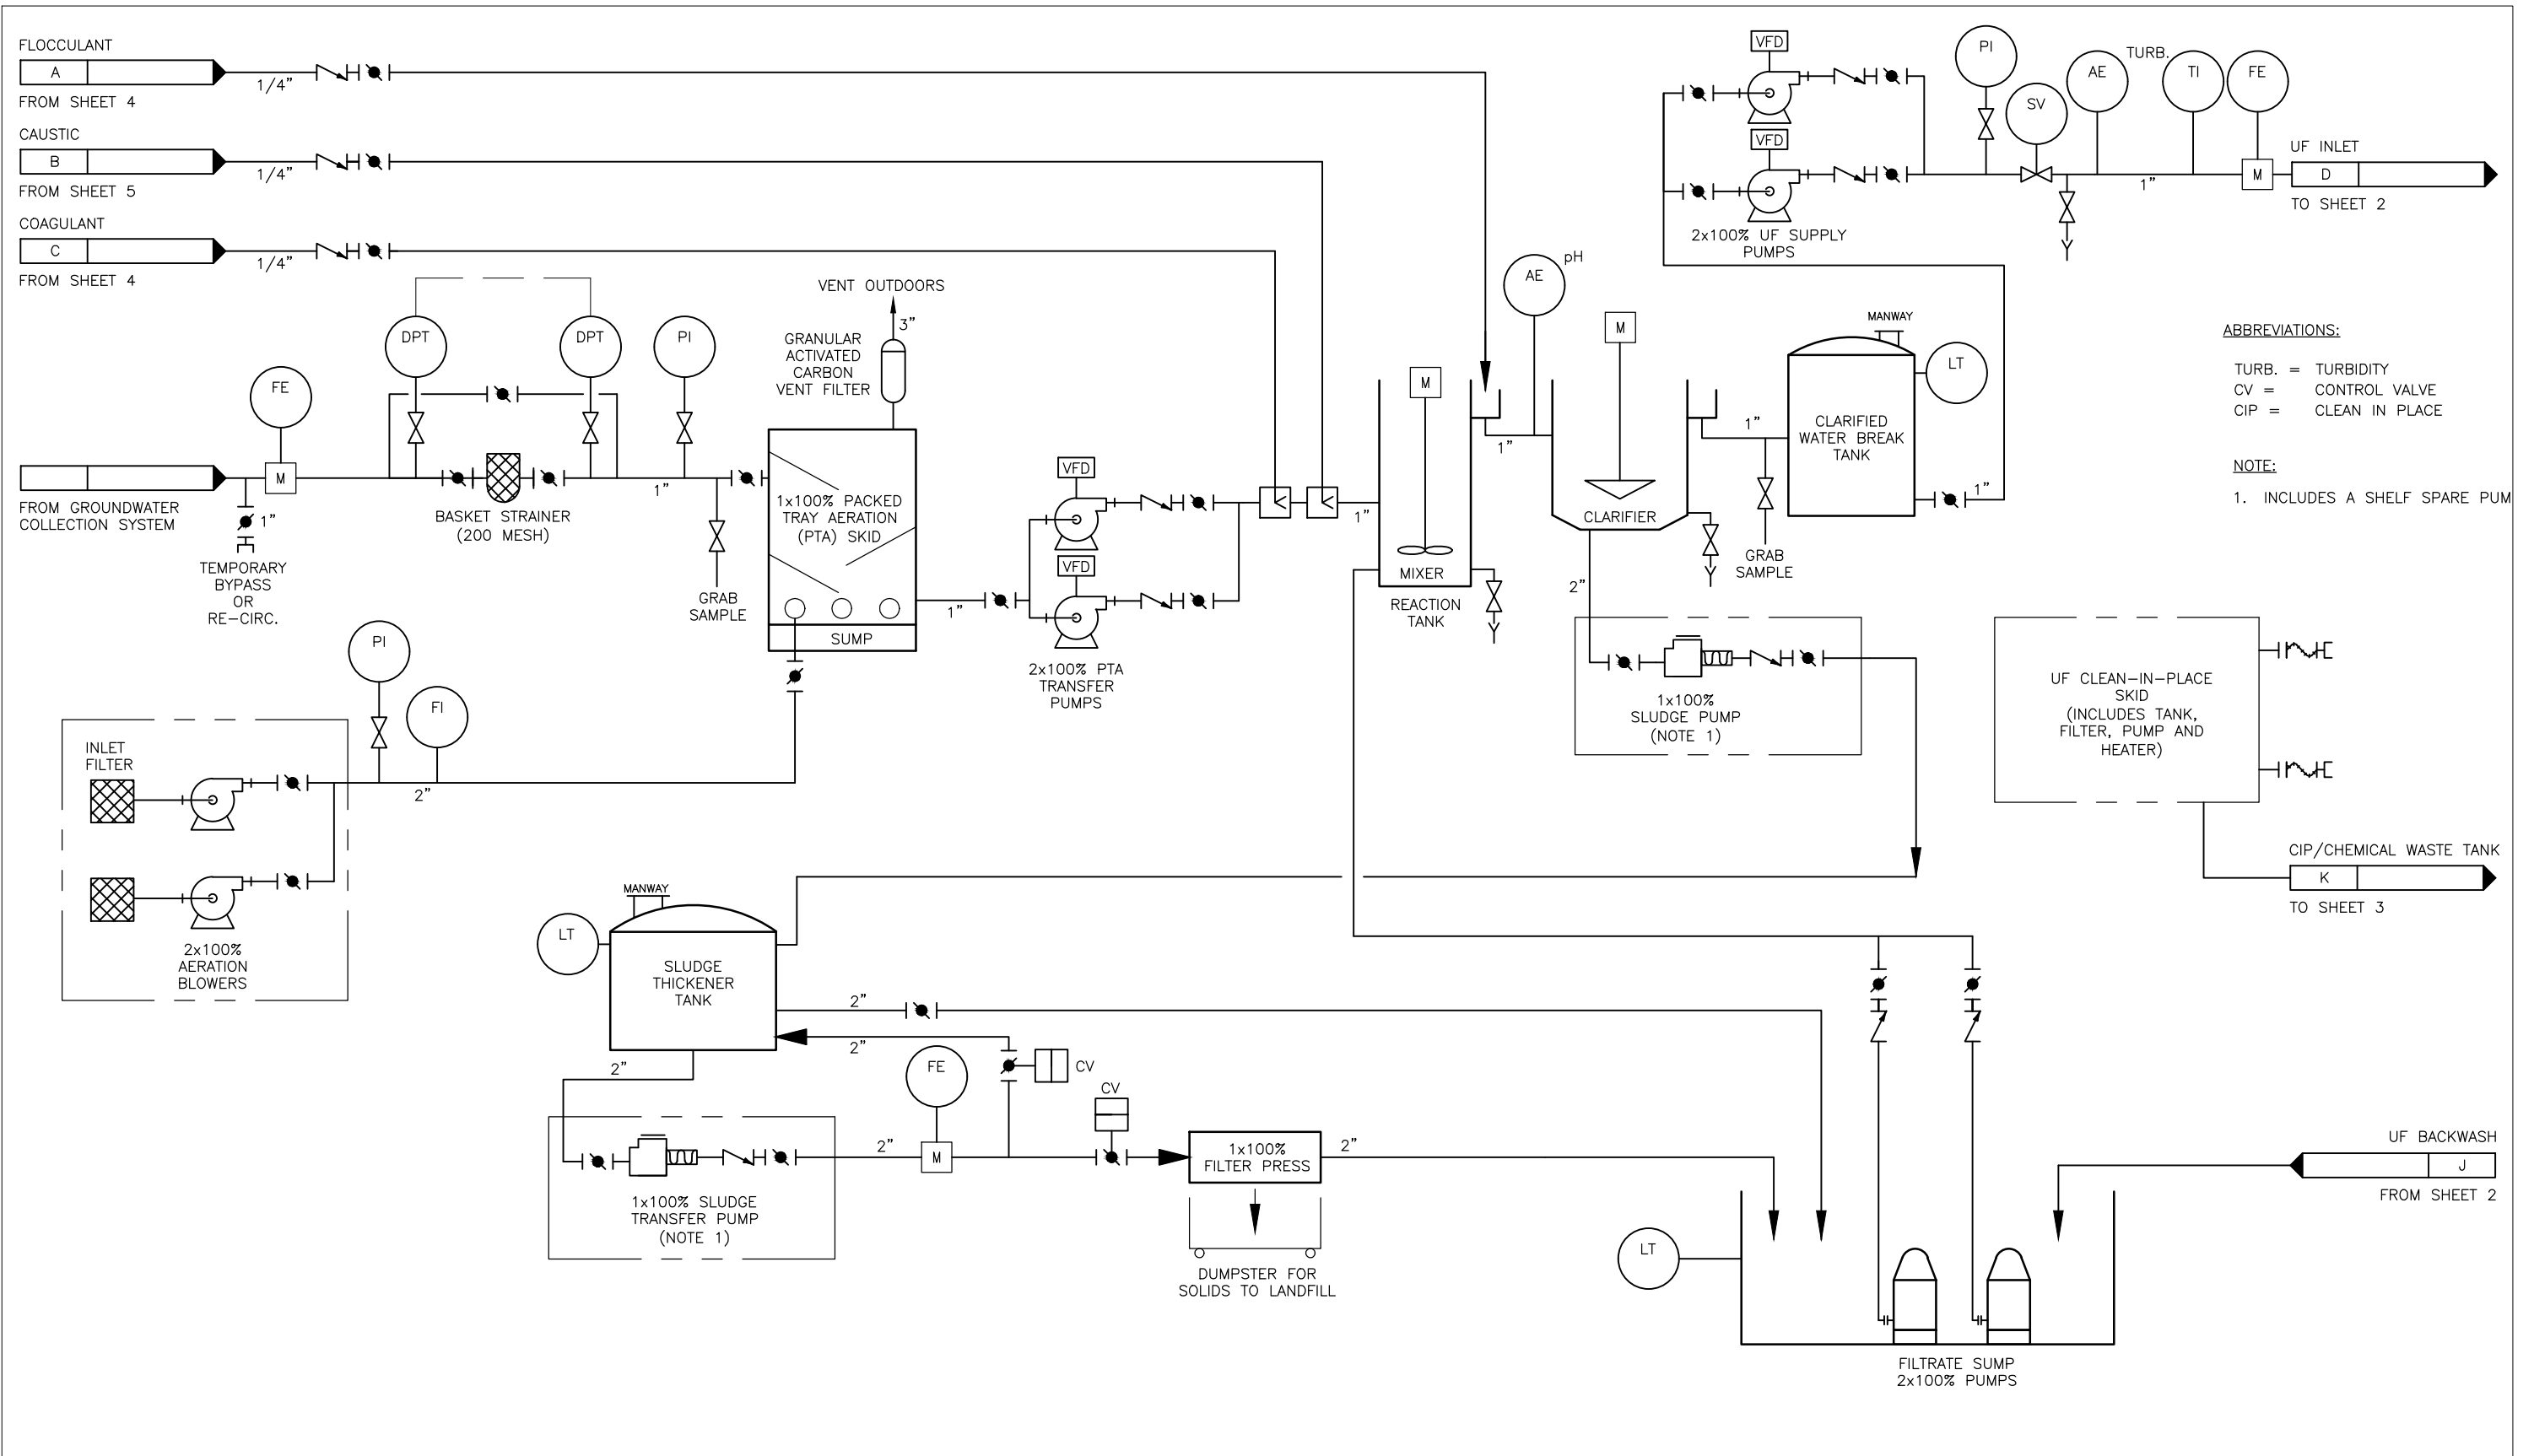 FLOCCULANT
A
FROM SHEET 4
1/4"
CAUSTIC
B
FROM SHEET 5
1/4"
COAGULANT
C
FROM SHEET 4
1/4"
FROM GROUNDWATER
COLLECTION SYSTEM
FE
M
1"
TEMPORARY
BYPASS
OR
RE-CIRC.
DPT
DPT
PI
BASKET STRAINER
(200 MESH)
1"
GRAB
SAMPLE
VENT OUTDOORS
3"
GRANULAR
ACTIVATED
CARBON
VENT FILTER
1x100% PACKED
TRAY AERATION
(PTA) SKID
SUMP
1"
VFD
VFD
2x100% PTA
TRANSFER
PUMPS
1"
M
MIXER
REACTION
TANK
AE
pH
1"
M
CLARIFIER
2"
1"
GRAB
SAMPLE
MANWAY
LT
CLARIFIED
WATER BREAK
TANK
1"
VFD
VFD
2x100% UF SUPPLY
PUMPS
PI
SV
AE
TURB.
TI
FE
1"
M
UF INLET
D
TO SHEET 2
ABBREVIATIONS:
TURB. = TURBIDITY
CV = CONTROL VALVE
CIP = CLEAN IN PLACE
NOTE:
1. INCLUDES A SHELF SPARE PUM
1x100%
SLUDGE PUMP
(NOTE 1)
UF CLEAN-IN-PLACE
SKID
(INCLUDES TANK,
FILTER, PUMP AND
HEATER)
CIP/CHEMICAL WASTE TANK
K
TO SHEET 3
PI
FI
INLET
FILTER
2"
2x100%
AERATION
BLOWERS
MANWAY
LT
SLUDGE
THICKENER
TANK
2"
2"
2"
FE
CV
CV
2"
M
1x100% SLUDGE
TRANSFER PUMP
(NOTE 1)
1x100%
FILTER PRESS
2"
DUMPSTER FOR
SOLIDS TO LANDFILL
UF BACKWASH
J
FROM SHEET 2
LT
FILTRATE SUMP
2x100% PUMPS